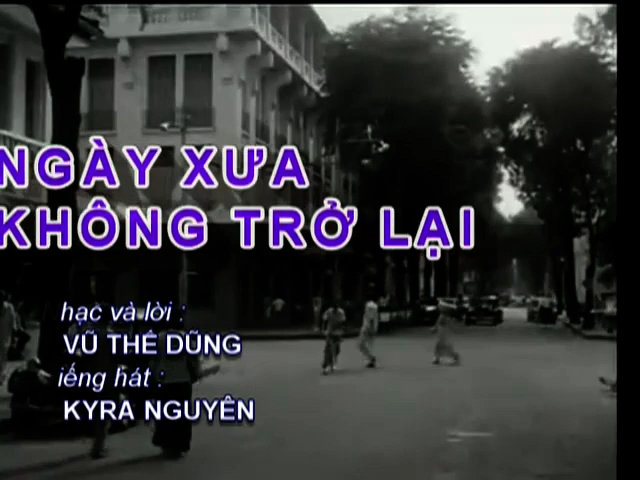 NGÀY XƯA
KHÔNG TRỞ LẠI
hạc và lời :
VŨ THẾ DŨNG
iếng hát :
KYRA NGUYÊN